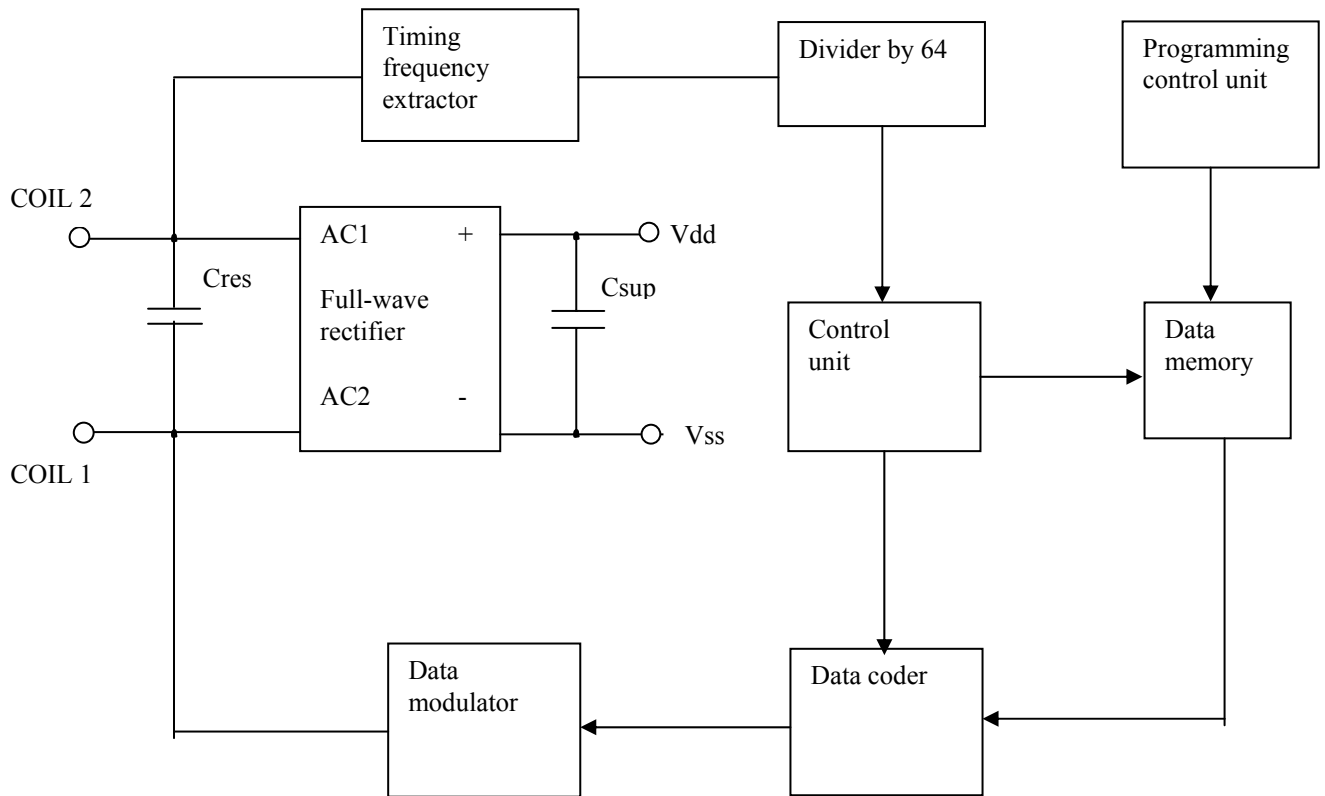 Timing
frequency
extractor
Divider by 64
Programming
control unit
COIL 2
AC1 +
Vdd
Cres
Full-wave
rectifier
Csup
Control
unit
Data
memory
AC2 -
Vss
COIL 1
Data
modulator
Data coder